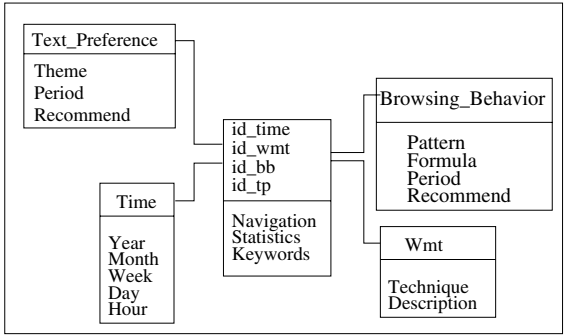 Text_Preference
Theme
Period
Recommend
Time
Year
Month
Week
Day
Hour
id_time
id_wmt
id_bb
id_tp
Navigation
Statistics
Keywords
Browsing_Behavior
Pattern
Formula
Period
Recommend
Wmt
Technique
Description